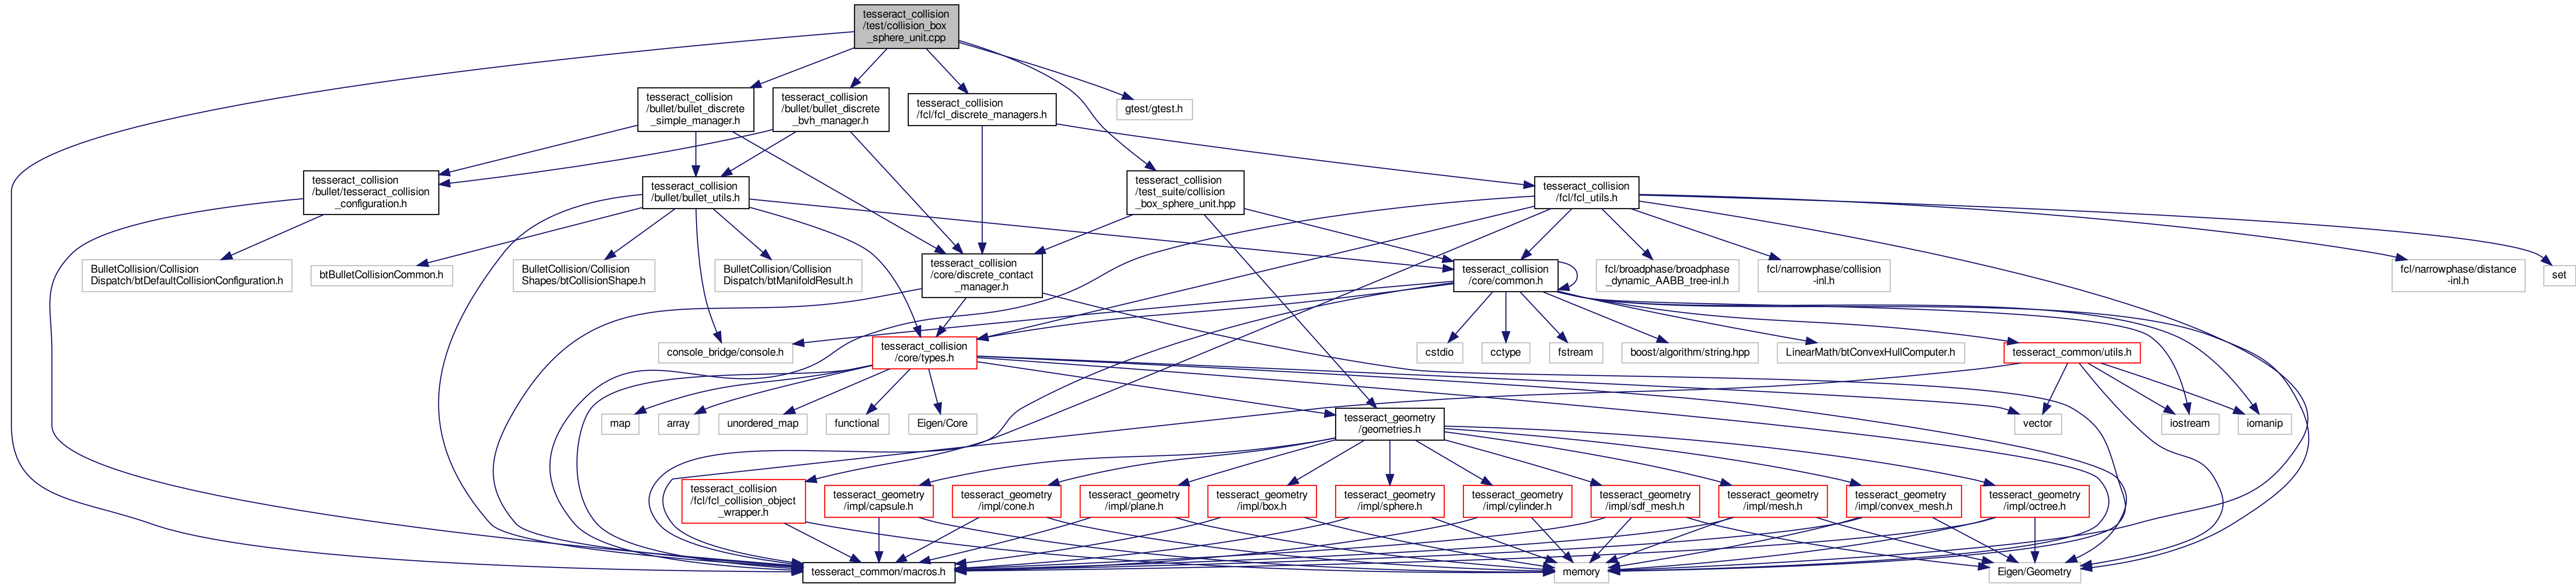 tesseract_collision
/test/collision_box
_sphere_unit.cpp
tesseract_collision
/bullet/bullet_discrete
_simple_manager.h
tesseract_collision
/bullet/bullet_discrete
_bvh_manager.h
tesseract_collision
/fcl/fcl_discrete_managers.h
gtest/gtest.h
tesseract_collision
/bullet/tesseract_collision
_configuration.h
tesseract_collision
/bullet/bullet_utils.h
tesseract_collision
/test_suite/collision
_box_sphere_unit.hpp
tesseract_collision
/fcl/fcl_utils.h
BulletCollision/Collision
Dispatch/btDefaultCollisionConfiguration.h
btBulletCollisionCommon.h
BulletCollision/Collision
Shapes/btCollisionShape.h
BulletCollision/Collision
Dispatch/btManifoldResult.h
tesseract_collision
/core/discrete_contact
_manager.h
tesseract_collision
/core/common.h
fcl/broadphase/broadphase
_dynamic_AABB_tree-inl.h
fcl/narrowphase/collision
-inl.h
fcl/narrowphase/distance
-inl.h
set
console_bridge/console.h
tesseract_collision
/core/types.h
cstdio
cctype
fstream
boost/algorithm/string.hpp
LinearMath/btConvexHullComputer.h
tesseract_common/utils.h
map
array
unordered_map
functional
Eigen/Core
tesseract_geometry
/geometries.h
vector
iostream
iomanip
tesseract_collision
/fcl/fcl_collision_object
_wrapper.h
tesseract_geometry
/impl/capsule.h
tesseract_geometry
/impl/cone.h
tesseract_geometry
/impl/plane.h
tesseract_geometry
/impl/box.h
tesseract_geometry
/impl/sphere.h
tesseract_geometry
/impl/cylinder.h
tesseract_geometry
/impl/sdf_mesh.h
tesseract_geometry
/impl/mesh.h
tesseract_geometry
/impl/convex_mesh.h
tesseract_geometry
/impl/octree.h
tesseract_common/macros.h
memory
Eigen/Geometry